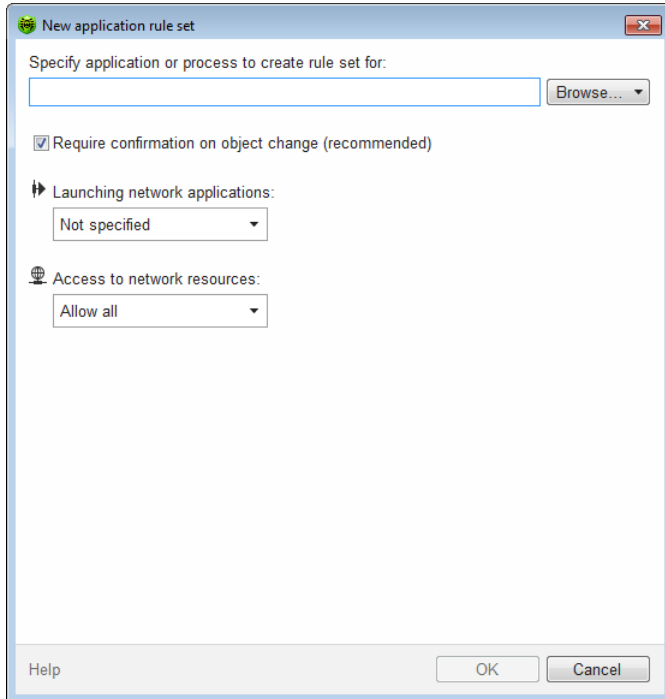 New application rule set
Specify application or process to create rule set for:
Browse...
Require confirmation on object change (recommended)
Launching network applications:
Not specified
Access to network resources:
Allow all
Help OK Cancel